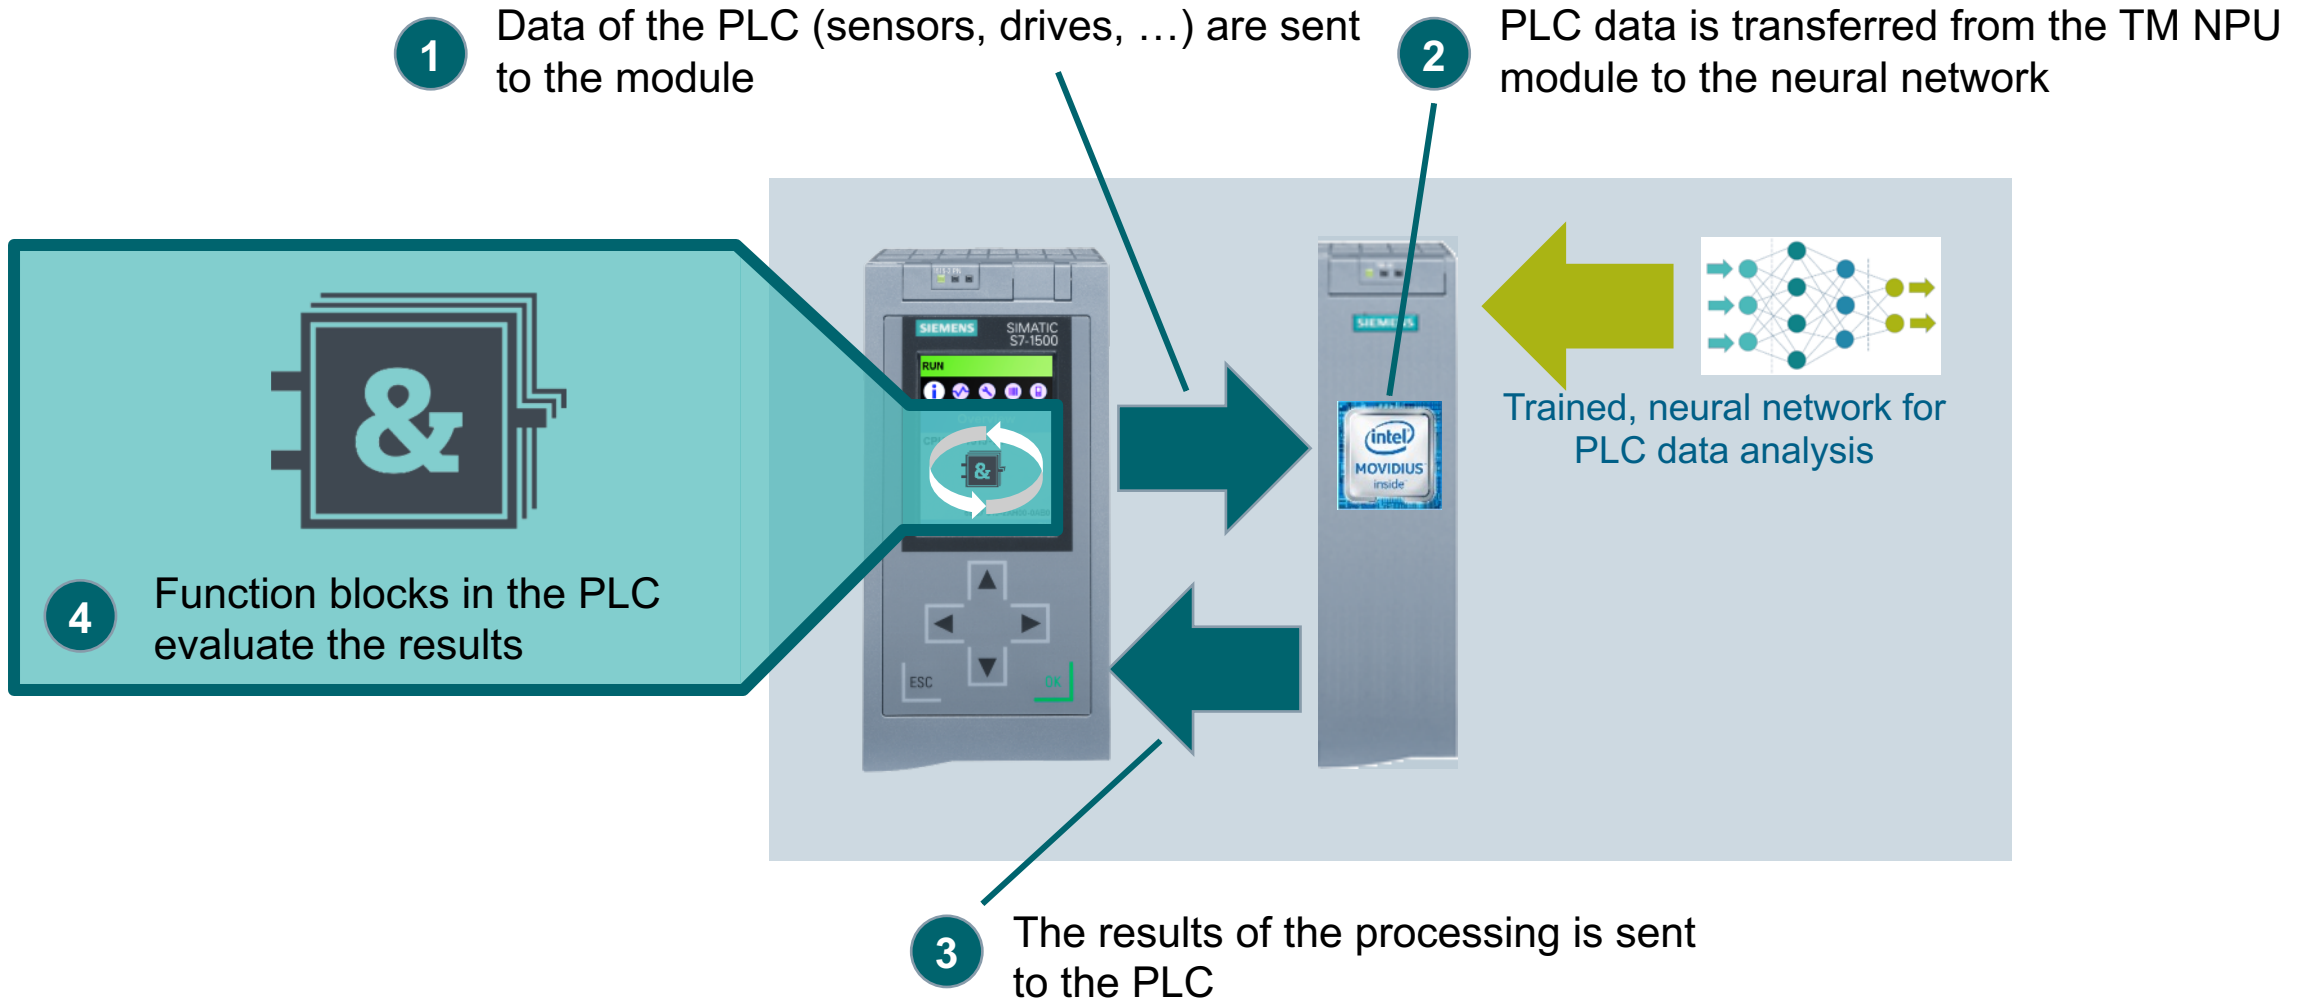 1
Data of the PLC (sensors, drives, …) are sent
to the module
2
PLC data is transferred from the TM NPU
module to the neural network
SIEMENS
SIMATIC
S7-1500
RUN
&
&
4
Function blocks in the PLC
evaluate the results
ESC
OK
SIEMENS
intel
MOVIDIUS
inside
Trained, neural network for
PLC data analysis
3
The results of the processing is sent
to the PLC